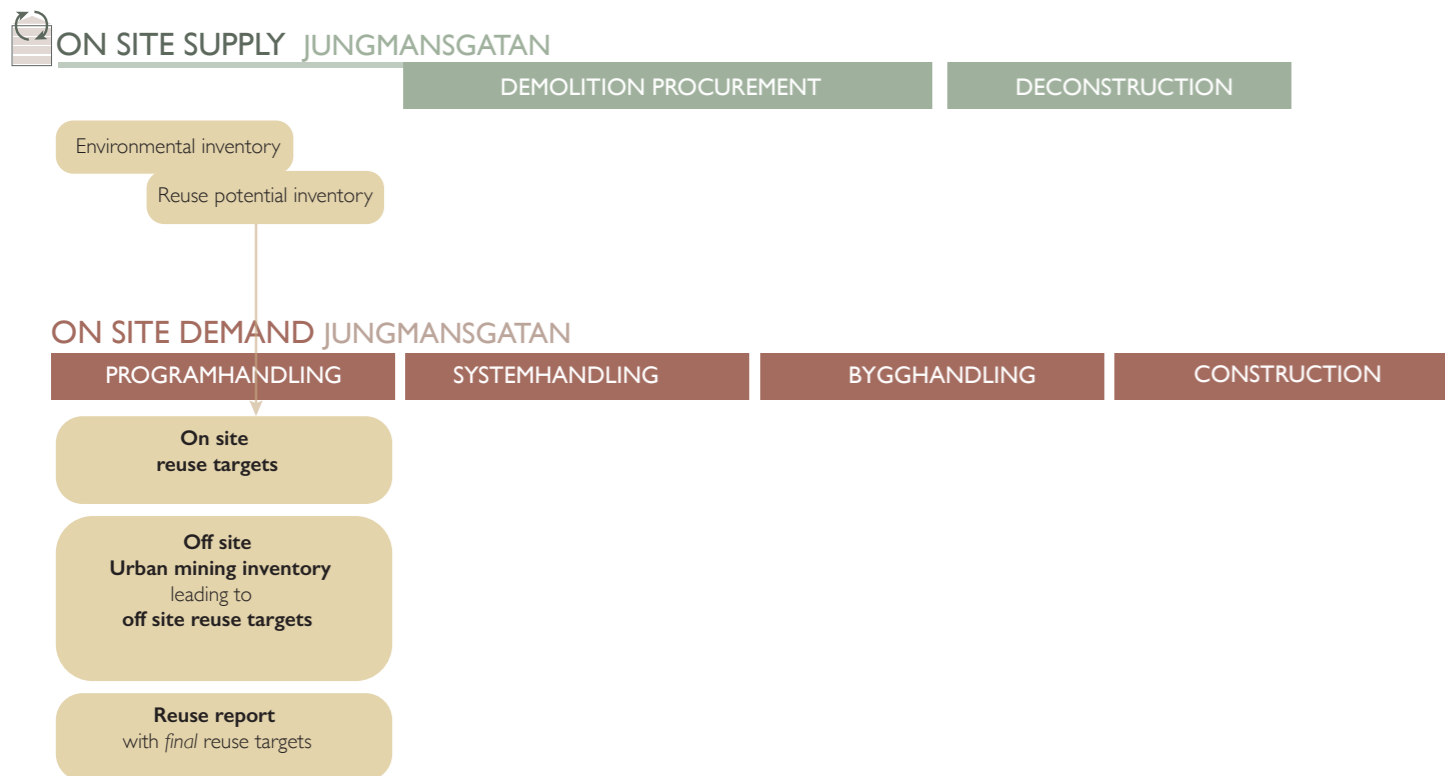 ON SITE SUPPLY JUNGMANSGATAN
DEMOLITION PROCUREMENT DECONSTRUCTION
Environmental inventory
Reuse potential inventory
ON SITE DEMAND JUNGMANSGATAN
PROGRAMHANDLING SYSTEMHANDLING BYGGHANDLING CONSTRUCTION
On site
reuse targets
Off site
Urban mining inventory
leading to
off site reuse targets
Reuse report
with final reuse targets